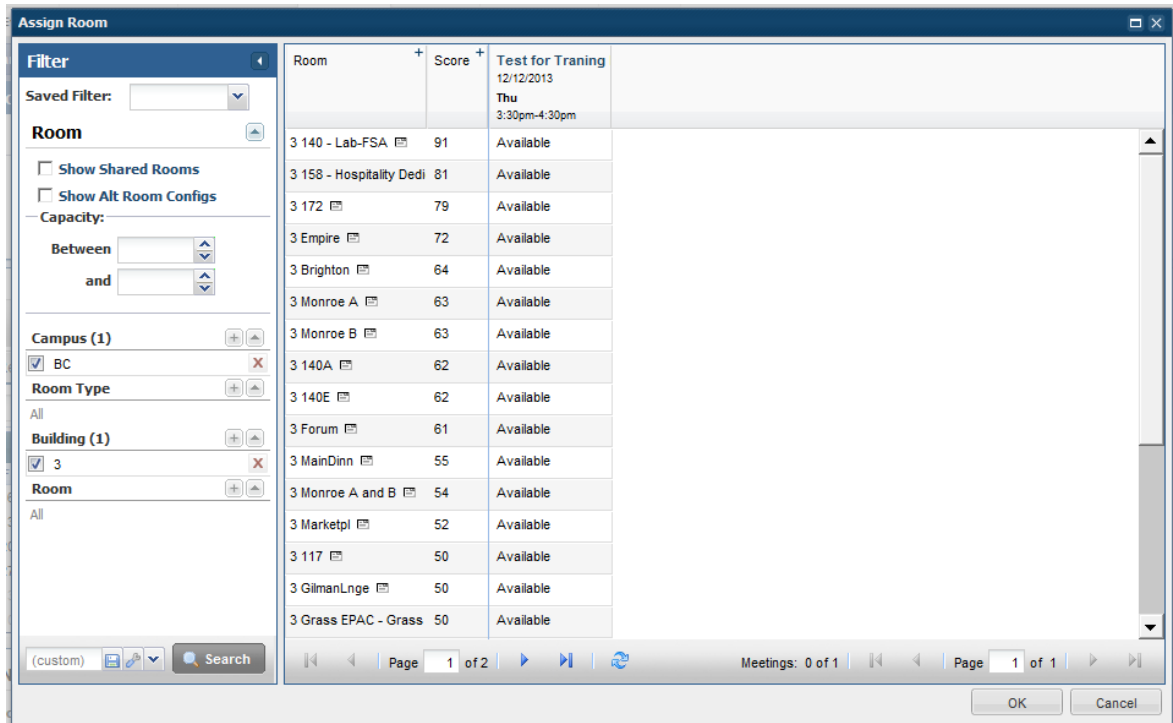 Assign Room
Filter
Saved Filter:
Room
Show Shared Rooms
Show Alt Room Configs
Capacity:
Between
and
Campus (1)
BC
X
Room Type
All
Building (1)
3
X
Room
All
(custom)
Search
Room + Score + Test for Traning
12/12/2013
Thu
3:30pm-4:30pm
3 140 - Lab-FSA 91 Available
3 158 - Hospitality Dedi 81 Available
3 172 79 Available
3 Empire 72 Available
3 Brighton 64 Available
3 Monroe A 63 Available
3 Monroe B 63 Available
3 140A 62 Available
3 140E 62 Available
3 Forum 61 Available
3 MainDinn 55 Available
3 Monroe A and B 54 Available
3 Marketpl 52 Available
3 117 50 Available
3 GilmanLnge 50 Available
3 Grass EPAC - Grass 50 Available
Page 1 of 2 Meetings: 0 of 1 Page 1 of 1
OK Cancel